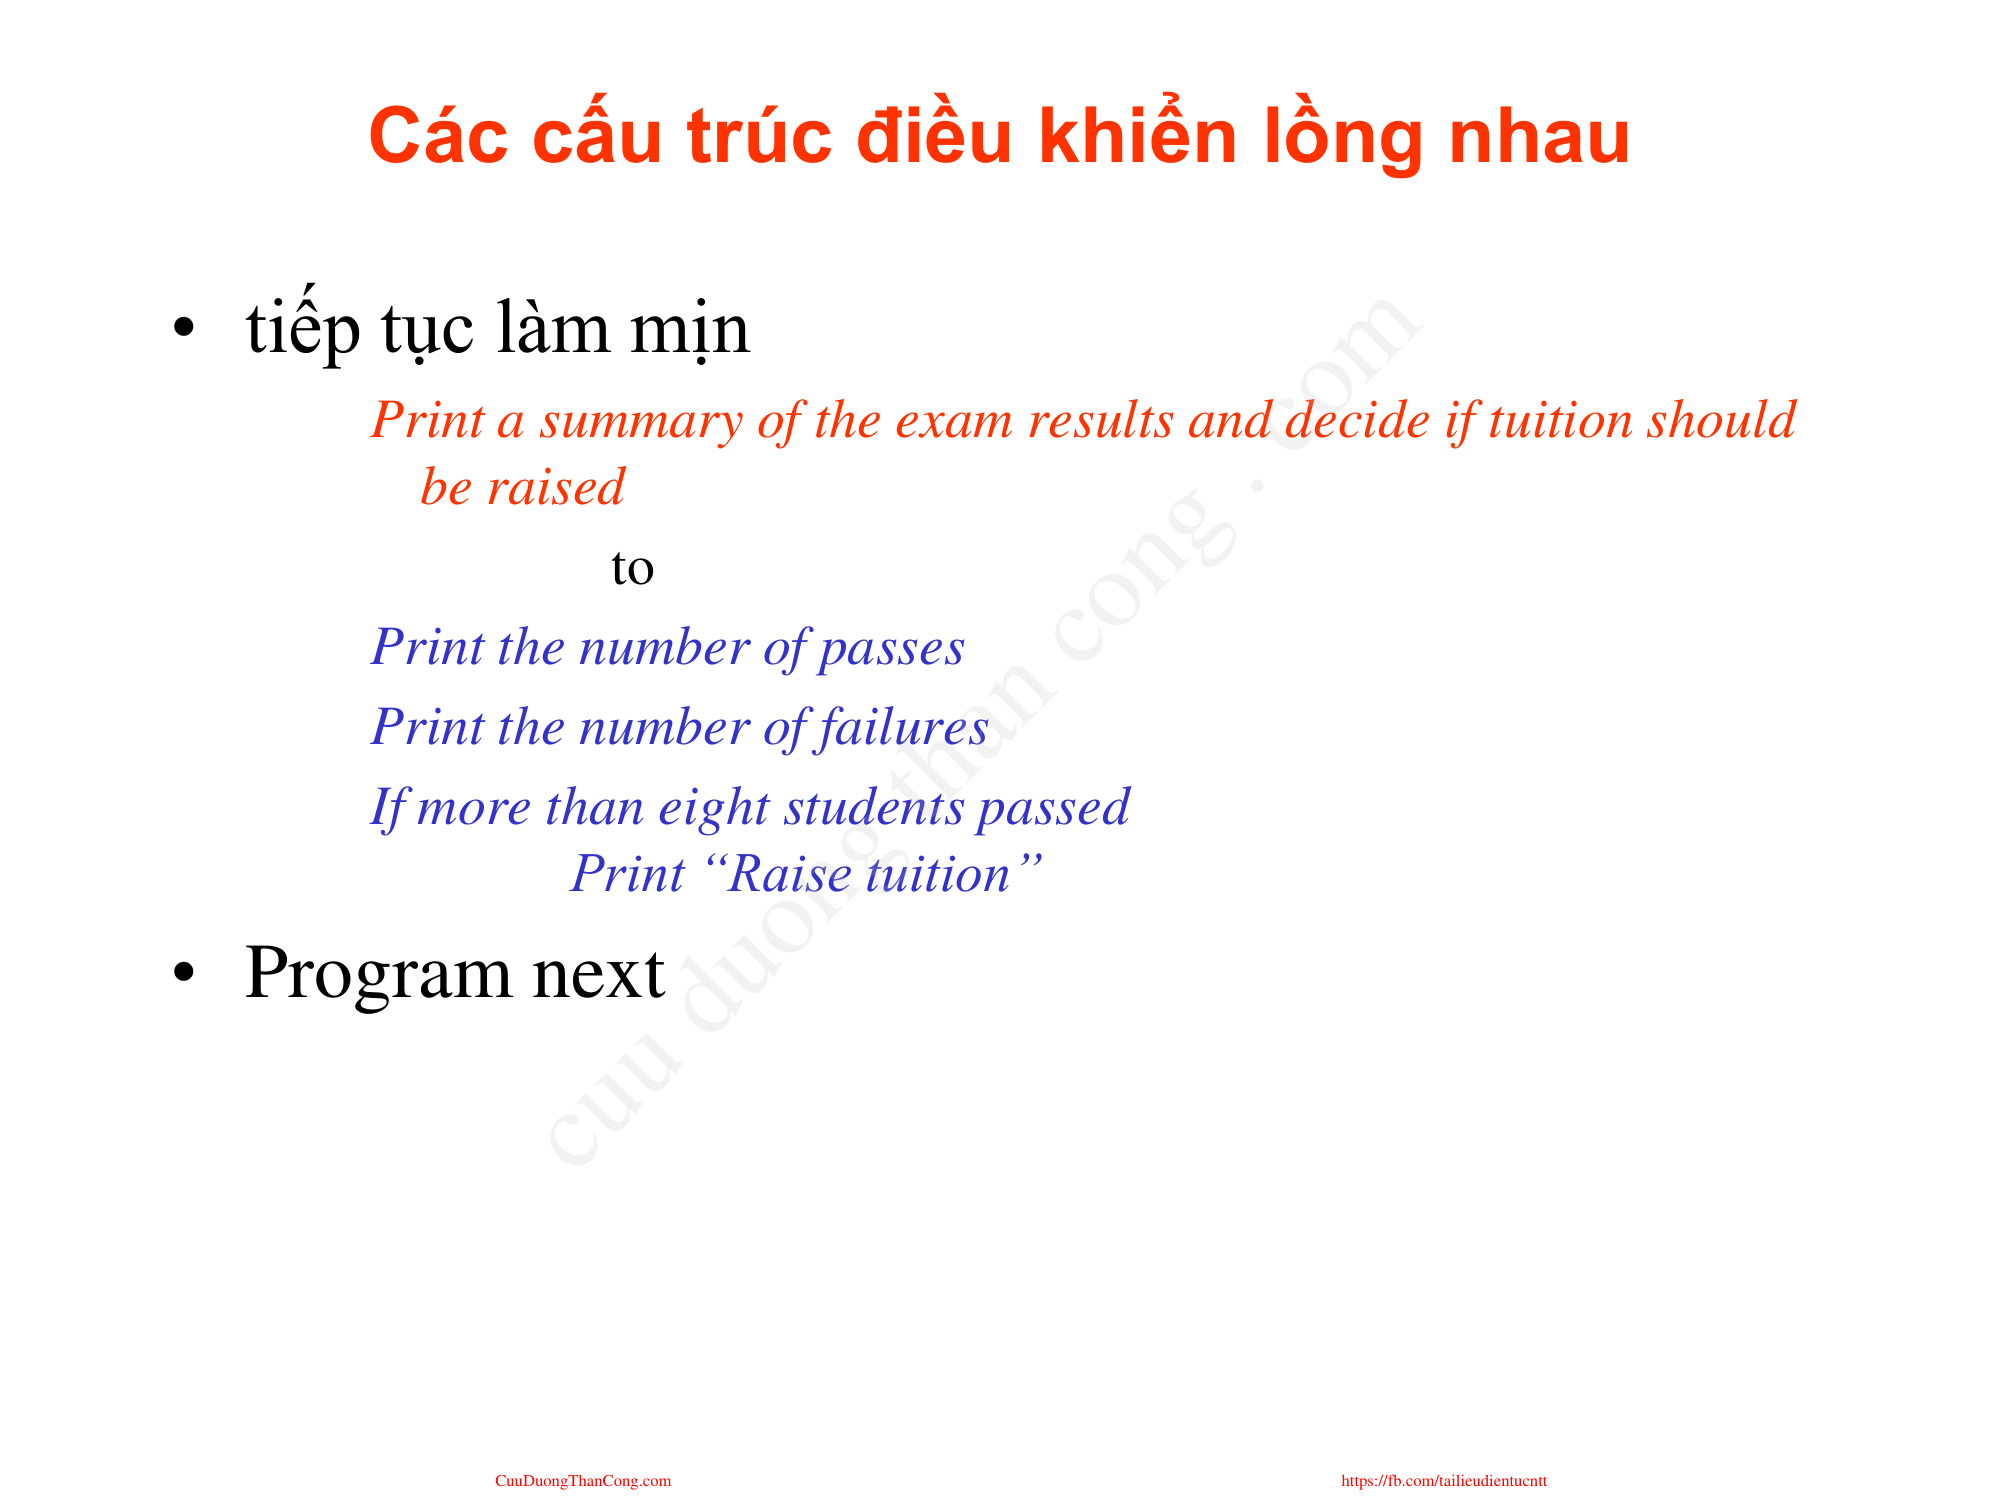 Các cấu trúc điều khiển lồng nhau
• tiếp tục làm mịn
Print a summary of the exam results and decide if tuition should
be raised
to
Print the number of passes
Print the number of failures
If more than eight students passed
Print “Raise tuition”
• Program next
cuu duong than cong . com
CuuDuongThanCong.com
https://fb.com/tailieudientucntt